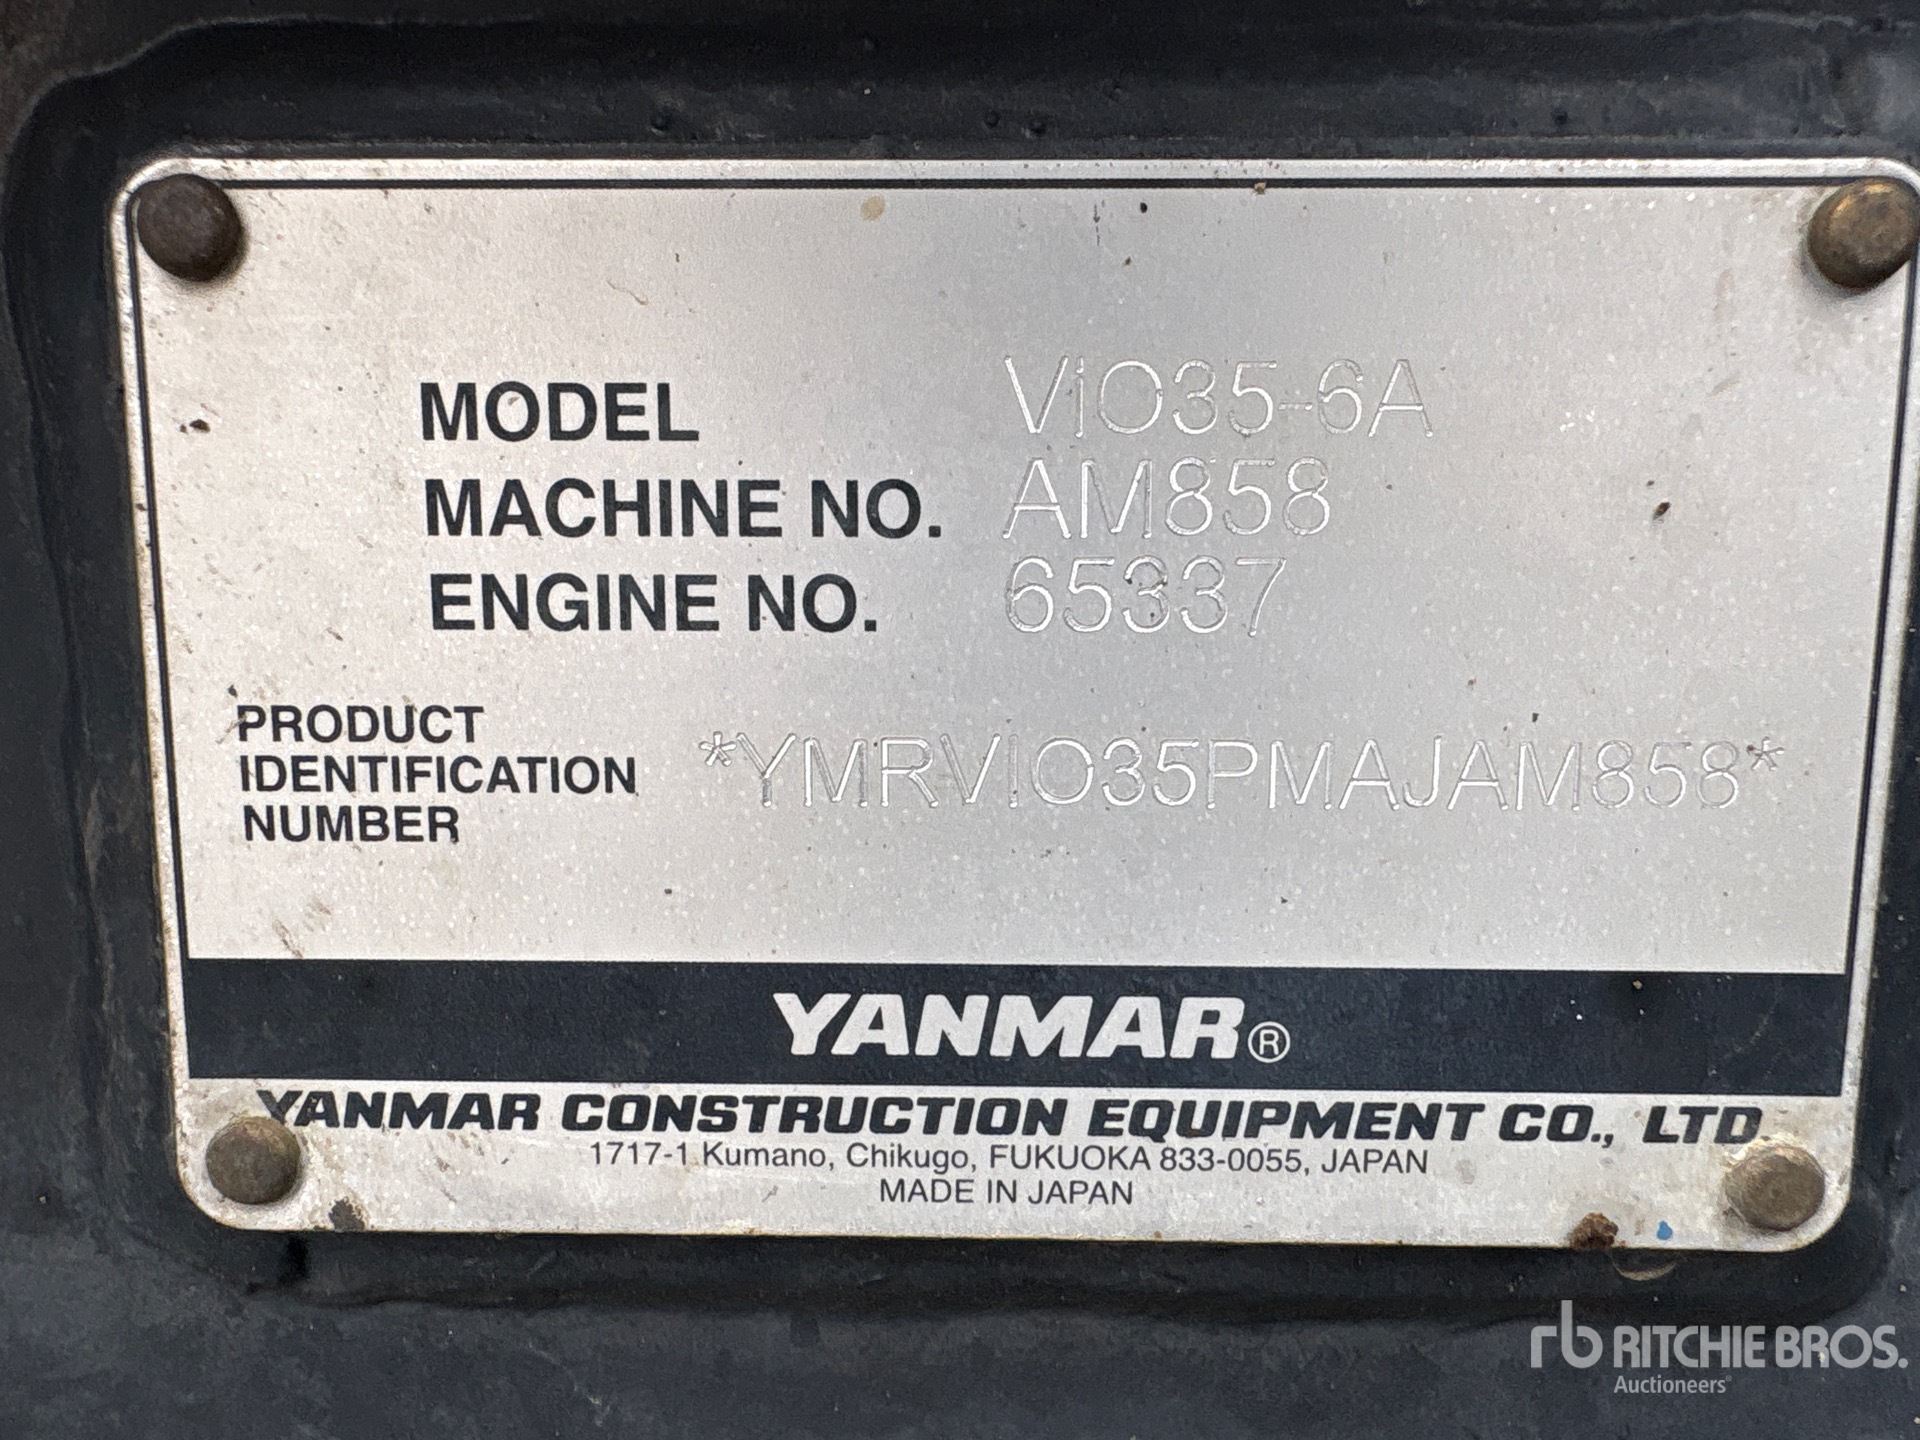 MODEL ViO35-6A
MACHINE NO. AM858
ENGINE NO. 65337
PRODUCT
IDENTIFICATION
NUMBER
*YMRVIO35PMAJAM858*
YANMAR®
YANMAR CONSTRUCTION EQUIPMENT CO., LTD
1717-1 Kumano, Chikugo, FUKUOKA 833-0055, JAPAN
MADE IN JAPAN
rb RITCHIE BROS.
Auctioneers